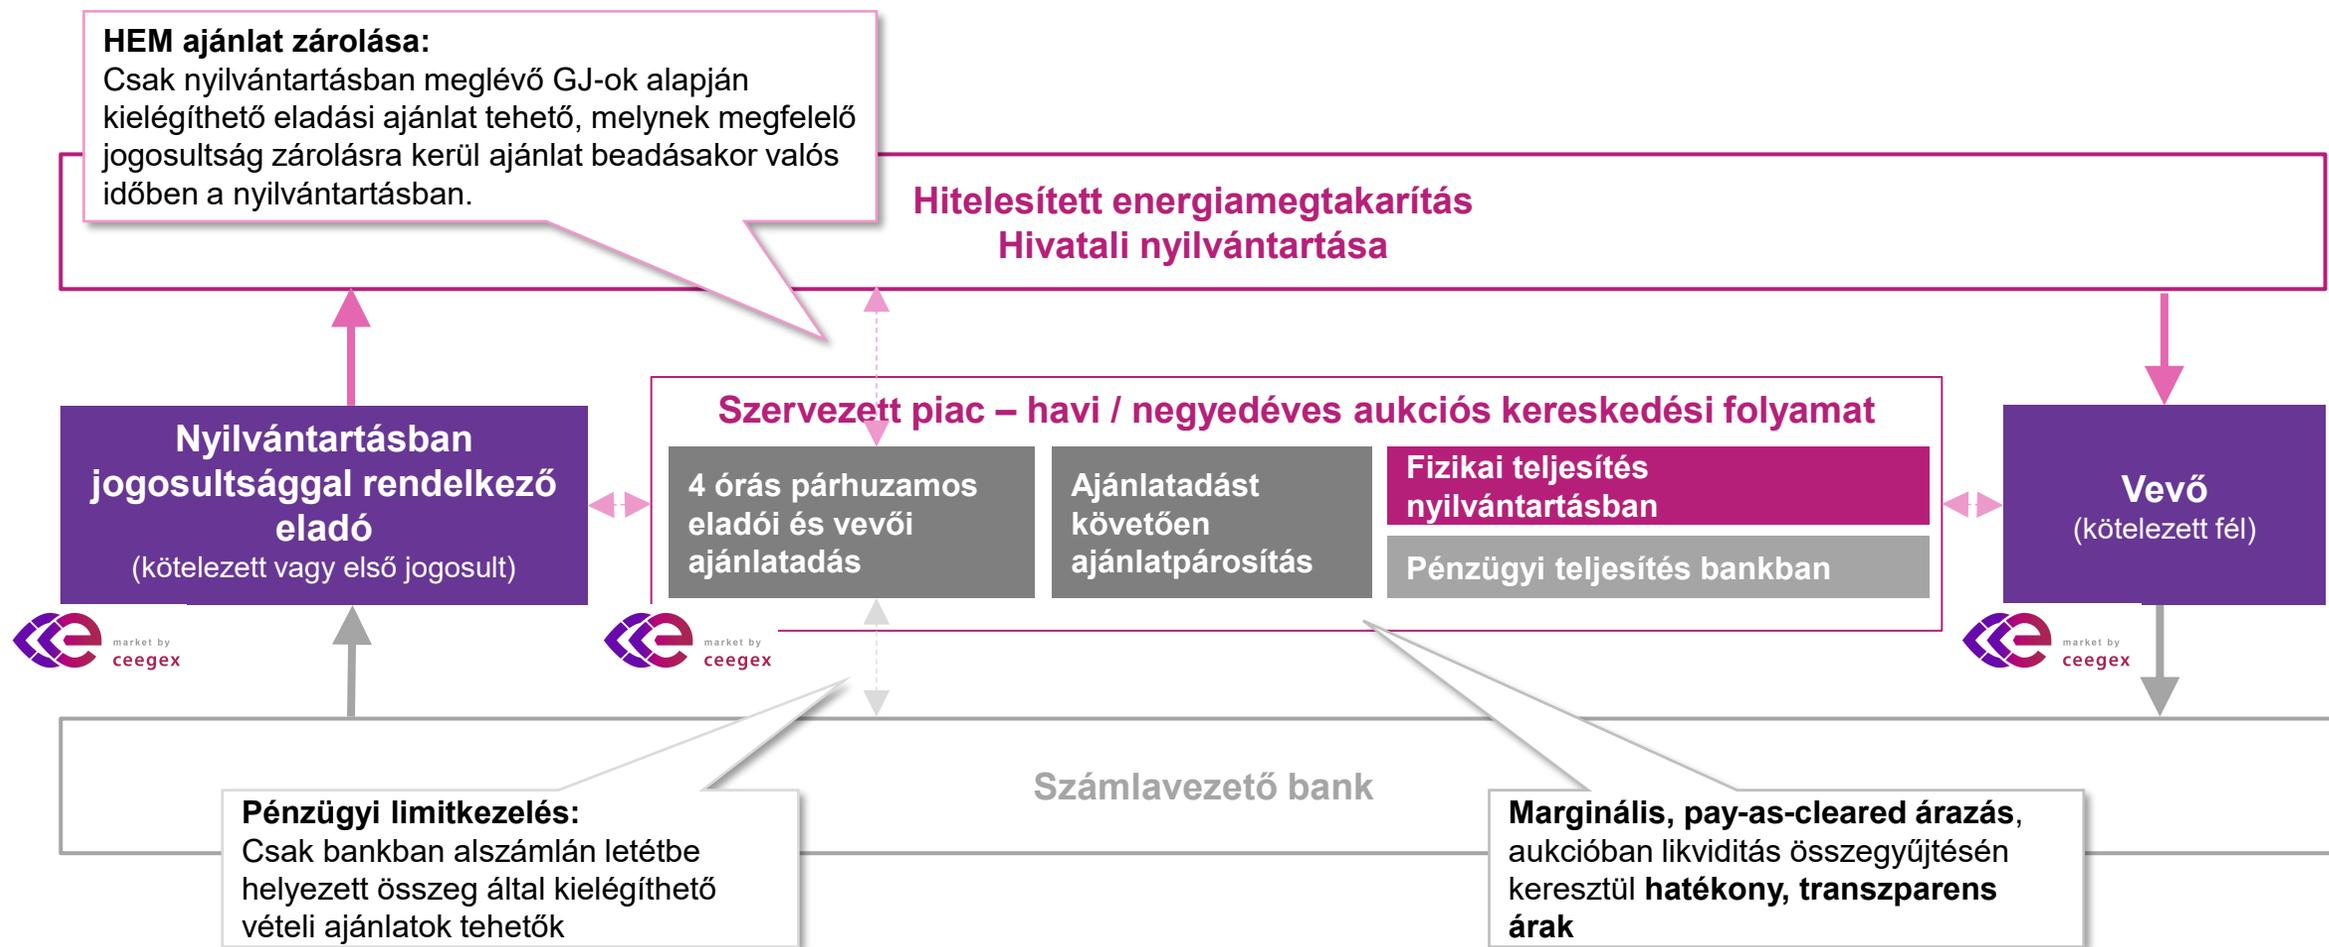 HEM ajánlat zárolása:
Csak nyilvántartásban meglévő GJ-ok alapján
kielégíthető eladási ajánlat tehető, melynek megfelelő
jogosultság zárolásra kerül ajánlat beadásakor valós
időben a nyilvántartásban.
Hitelesített energiamegtakarítás
Hivatali nyilvántartása
Nyilvántartásban
jogosultsággal rendelkező
eladó
(kötelezett vagy első jogosult)
Szervezett piac – havi / negyedéves aukciós kereskedési folyamat
4 órás párhuzamos
eladói és vevői
ajánlatadás
Ajánlatadást
követően
ajánlatpárosítás
Fizikai teljesítés
nyilvántartásban
Pénzügyi teljesítés bankban
Vevő
(kötelezett fél)
market by
ceegex
market by
ceegex
market by
ceegex
Számlavezető bank
Pénzügyi limitkezelés:
Csak bankban alszámlán letétbe
helyezett összeg által kielégíthető
vételi ajánlatok tehetők
Marginális, pay-as-cleared árazás,
aukcióban likviditás összegyűjtésén
keresztül hatékony, transzparens
árak